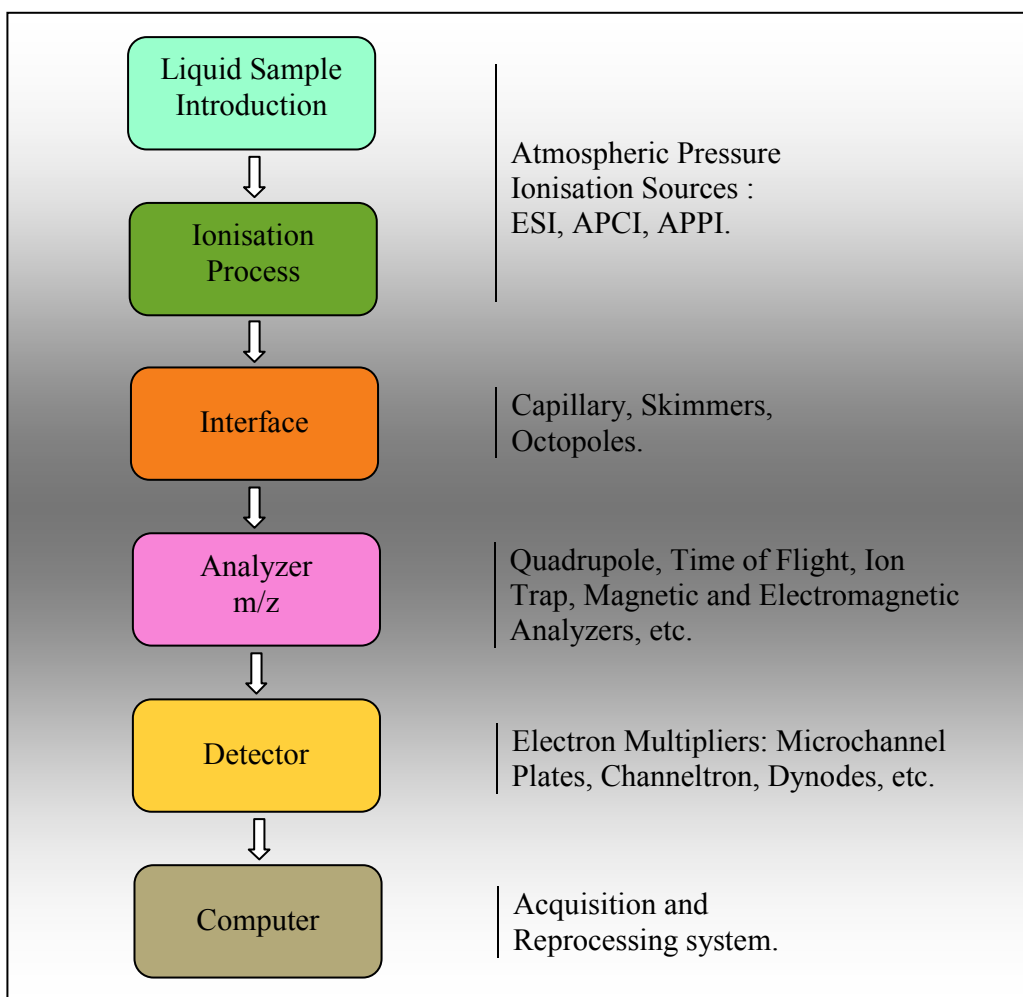 Liquid Sample
Introduction
Atmospheric Pressure
Ionisation Sources :
ESI, APCI, APPI.
Ionisation
Process
Interface
Capillary, Skimmers,
Octopoles.
Analyzer
m/z
Quadrupole, Time of Flight, Ion
Trap, Magnetic and Electromagnetic
Analyzers, etc.
Detector
Electron Multipliers: Microchannel
Plates, Channeltron, Dynodes, etc.
Computer
Acquisition and
Reprocessing system.